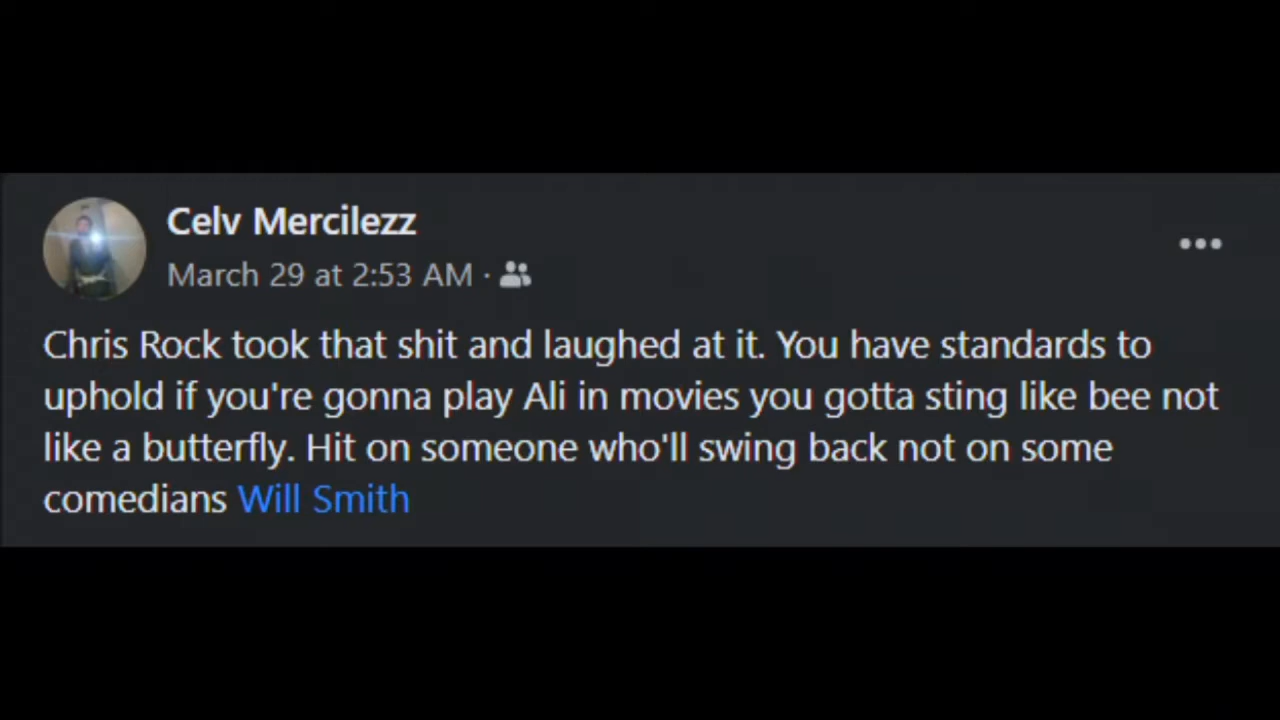 Celv Mercilezz
March 29 at 2:53 AM ·
Chris Rock took that shit and laughed at it. You have standards to
uphold if you're gonna play Ali in movies you gotta sting like bee not
like a butterfly. Hit on someone who'll swing back not on some
comedians Will Smith